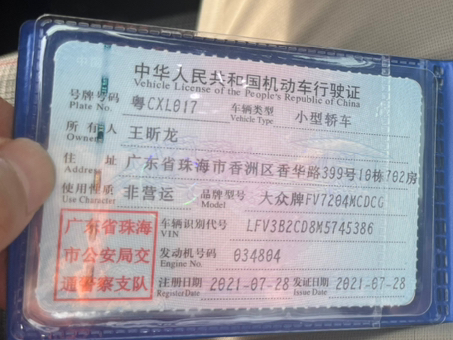 中华人民共和国机动车行驶证
Vehicle License of the People's Republic of China
号牌号码 粤CXL017 车辆类型 小型轿车
Plate No. Vehicle Type
所有人 王昕龙
Owner
住址 广东省珠海市香洲区香华路399号10栋702房
Address
使用性质 非营运 品牌型号 大众牌FV7204MCDCG
Use Character Model
广东省珠海市公安局交通警察支队
车辆识别代号 LFV3B2CD8M5745386
VIN
发动机号码 034804
Engine No.
注册日期 2021-07-28 发证日期 2021-07-28
Register Date Issue Date